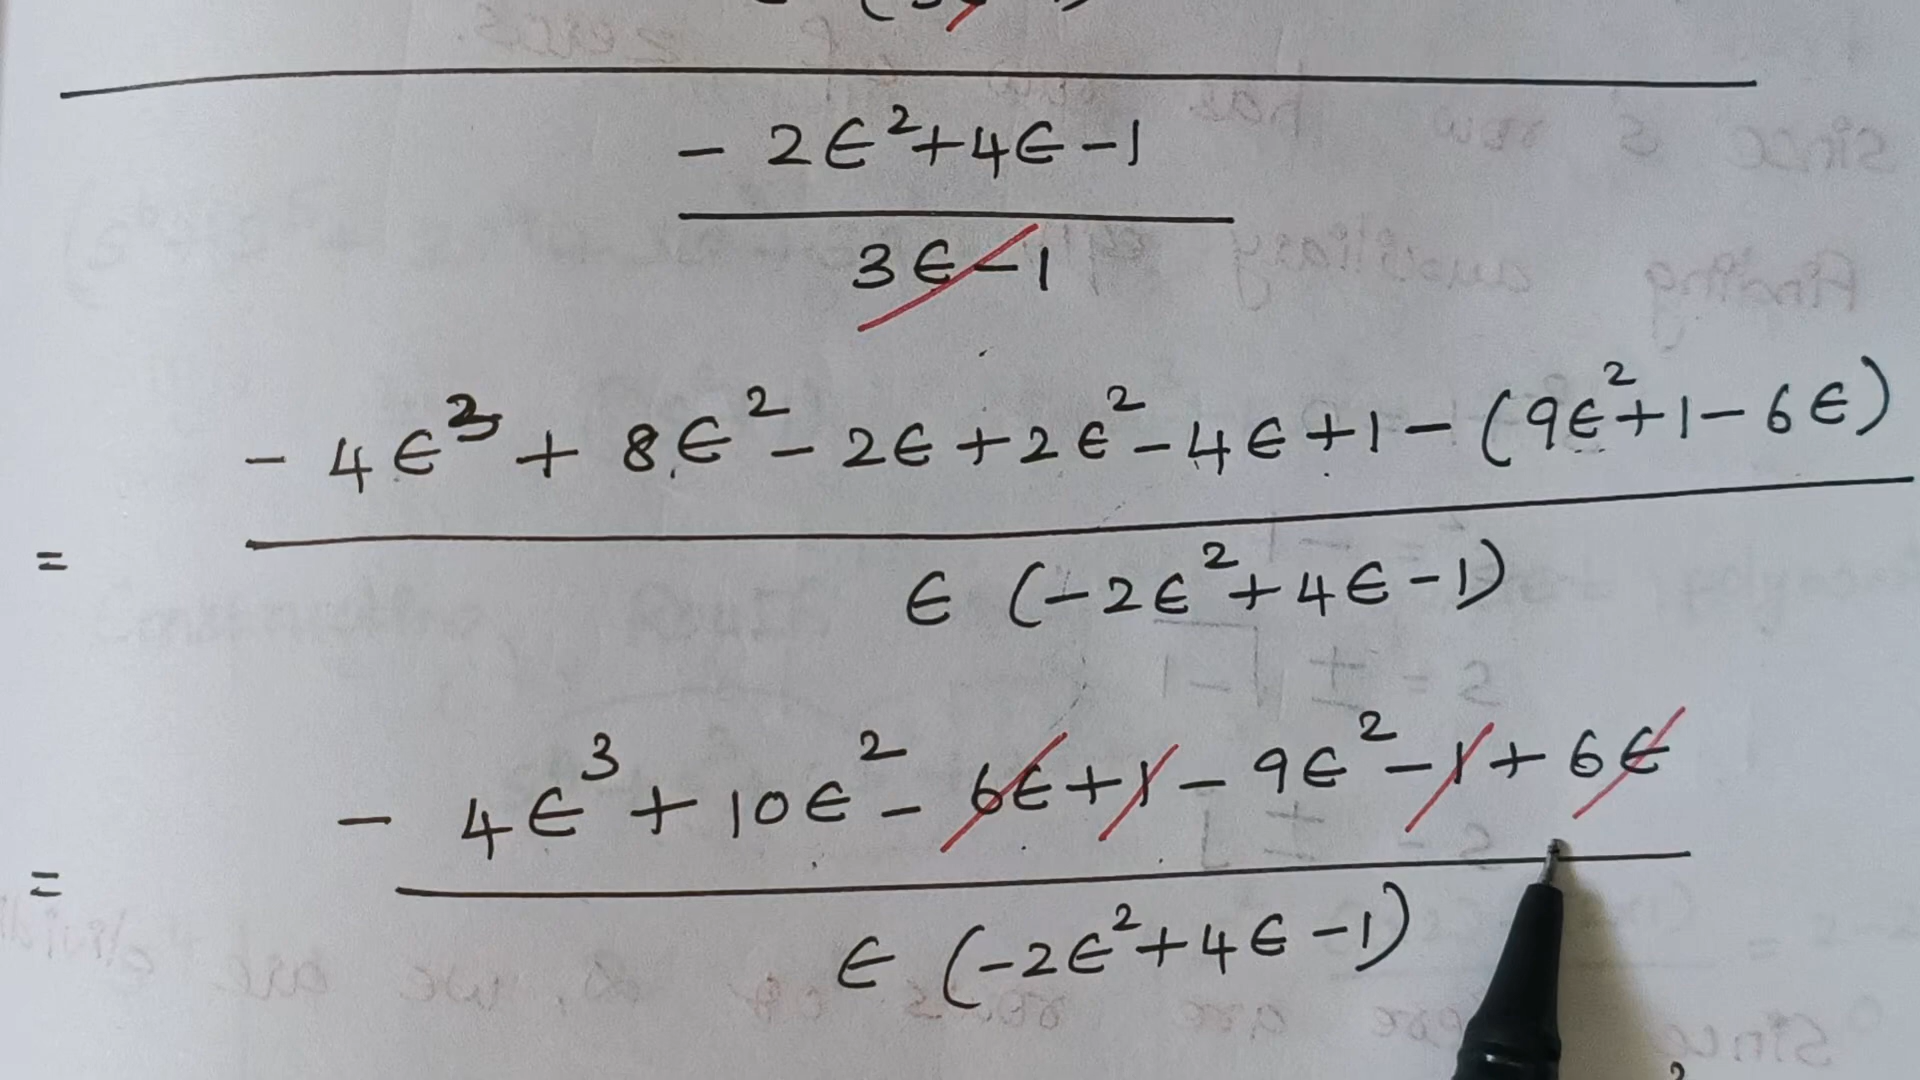 - 2ϵ²+4ϵ-1
3ϵ-1
- 4ϵ³ + 8ϵ² - 2ϵ + 2ϵ² - 4ϵ + 1 - (9ϵ² + 1 - 6ϵ)
=
ϵ (-2ϵ²+4ϵ-1)
- 4ϵ³ + 10ϵ² - 6ϵ + 1 - 9ϵ² - 1 + 6ϵ
=
ϵ (-2ϵ²+4ϵ-1)